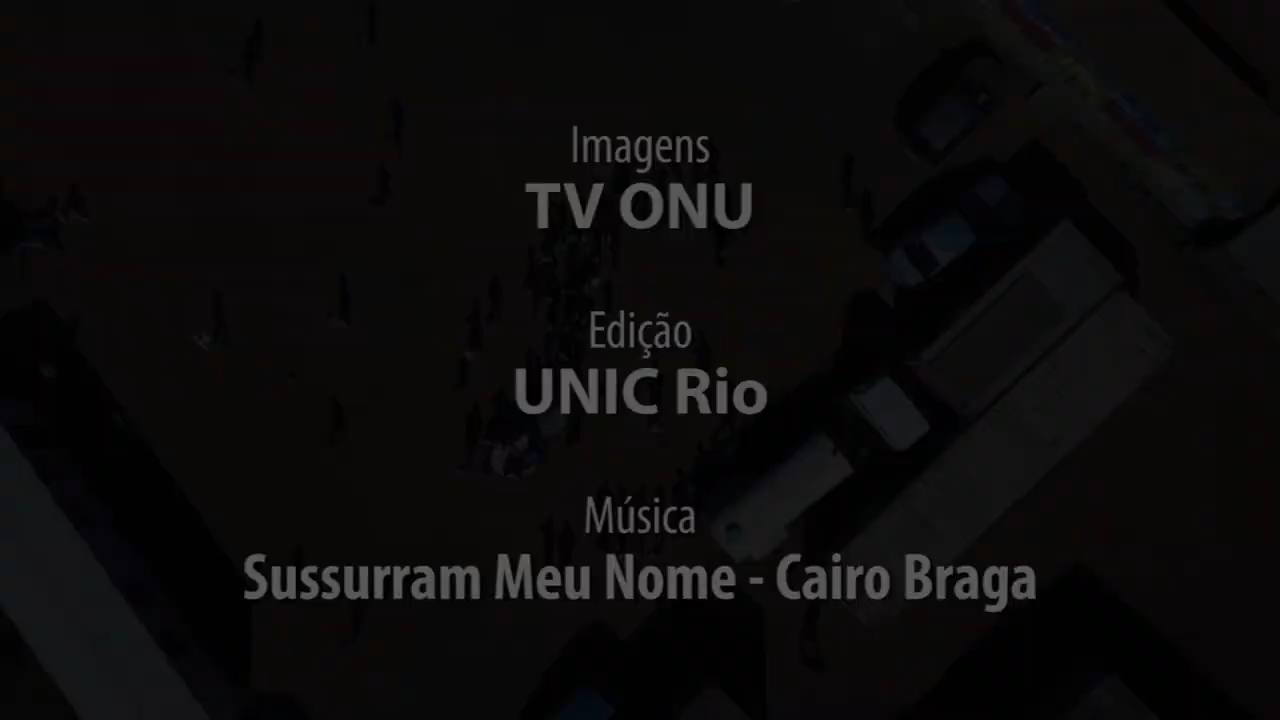 Imagens
TV ONU
Edição
UNIC Rio
Música
Sussurram Meu Nome - Cairo Braga